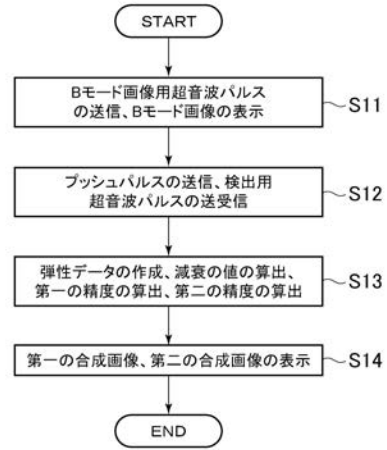 START
Bモード画像用超音波パルス
の送信、Bモード画像の表示
S11
プッシュパルスの送信、検出用
超音波パルスの送受信
S12
弾性データの作成、減衰の値の算出、
第一の精度の算出、第二の精度の算出
S13
第一の合成画像、第二の合成画像の表示
S14
END